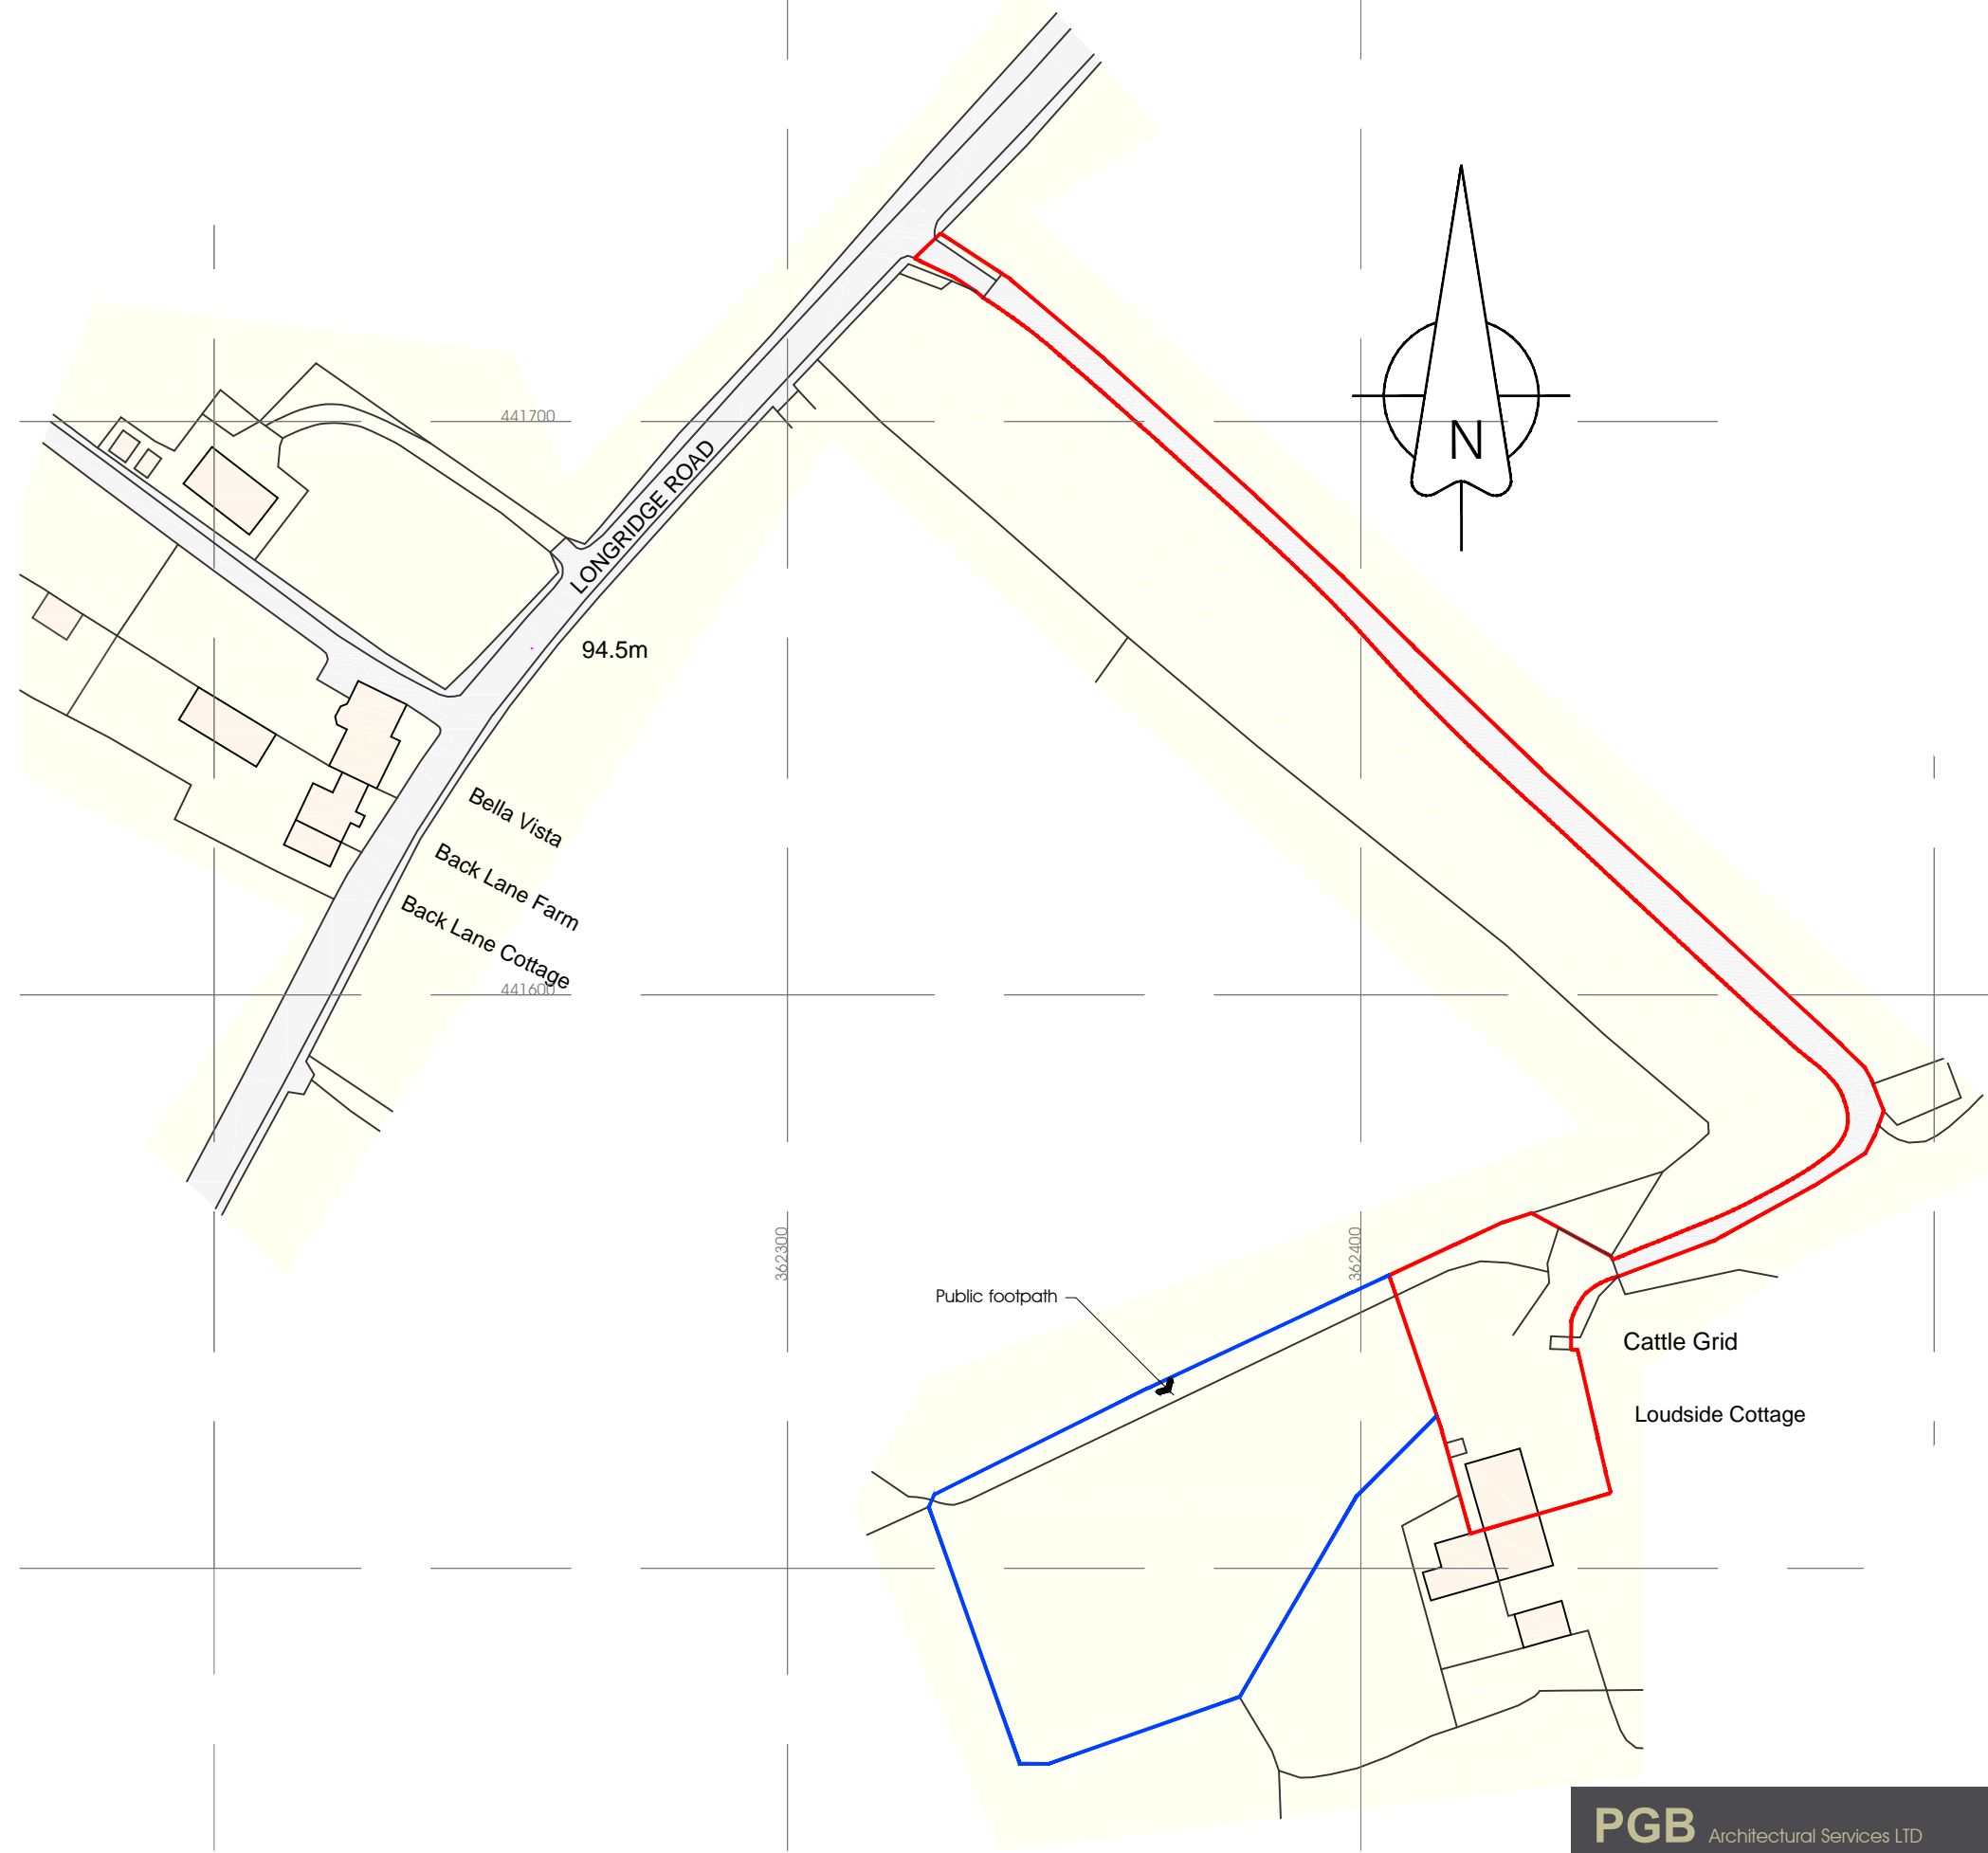 441700
LONGRIDGE ROAD
N
94.5m
Bella Vista
Back Lane Farm
Back Lane Cottage
441600
362300
362400
Public footpath
Cattle Grid
Loudside Cottage
PGB Architectural Services LTD